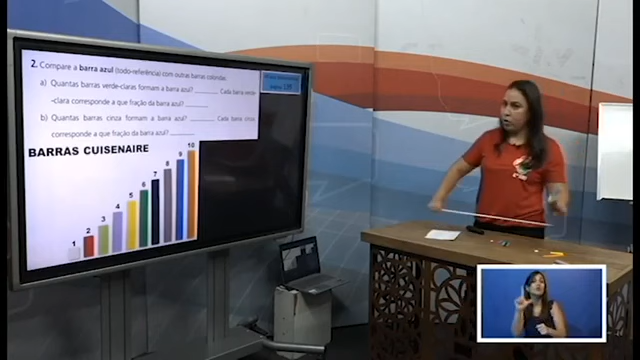 2. Compare a barra azul (todo-referência) com outras barras coloridas:
a) Quantas barras verde-claras formam a barra azul? ________ Cada barra verde
-clara corresponde a que fração da barra azul? ________
b) Quantas barras cinza formam a barra azul? ________ Cada barra cinza
corresponde a que fração da barra azul? ________
BARRAS CUISENAIRE
1 2 3 4 5 6 7 8 9 10